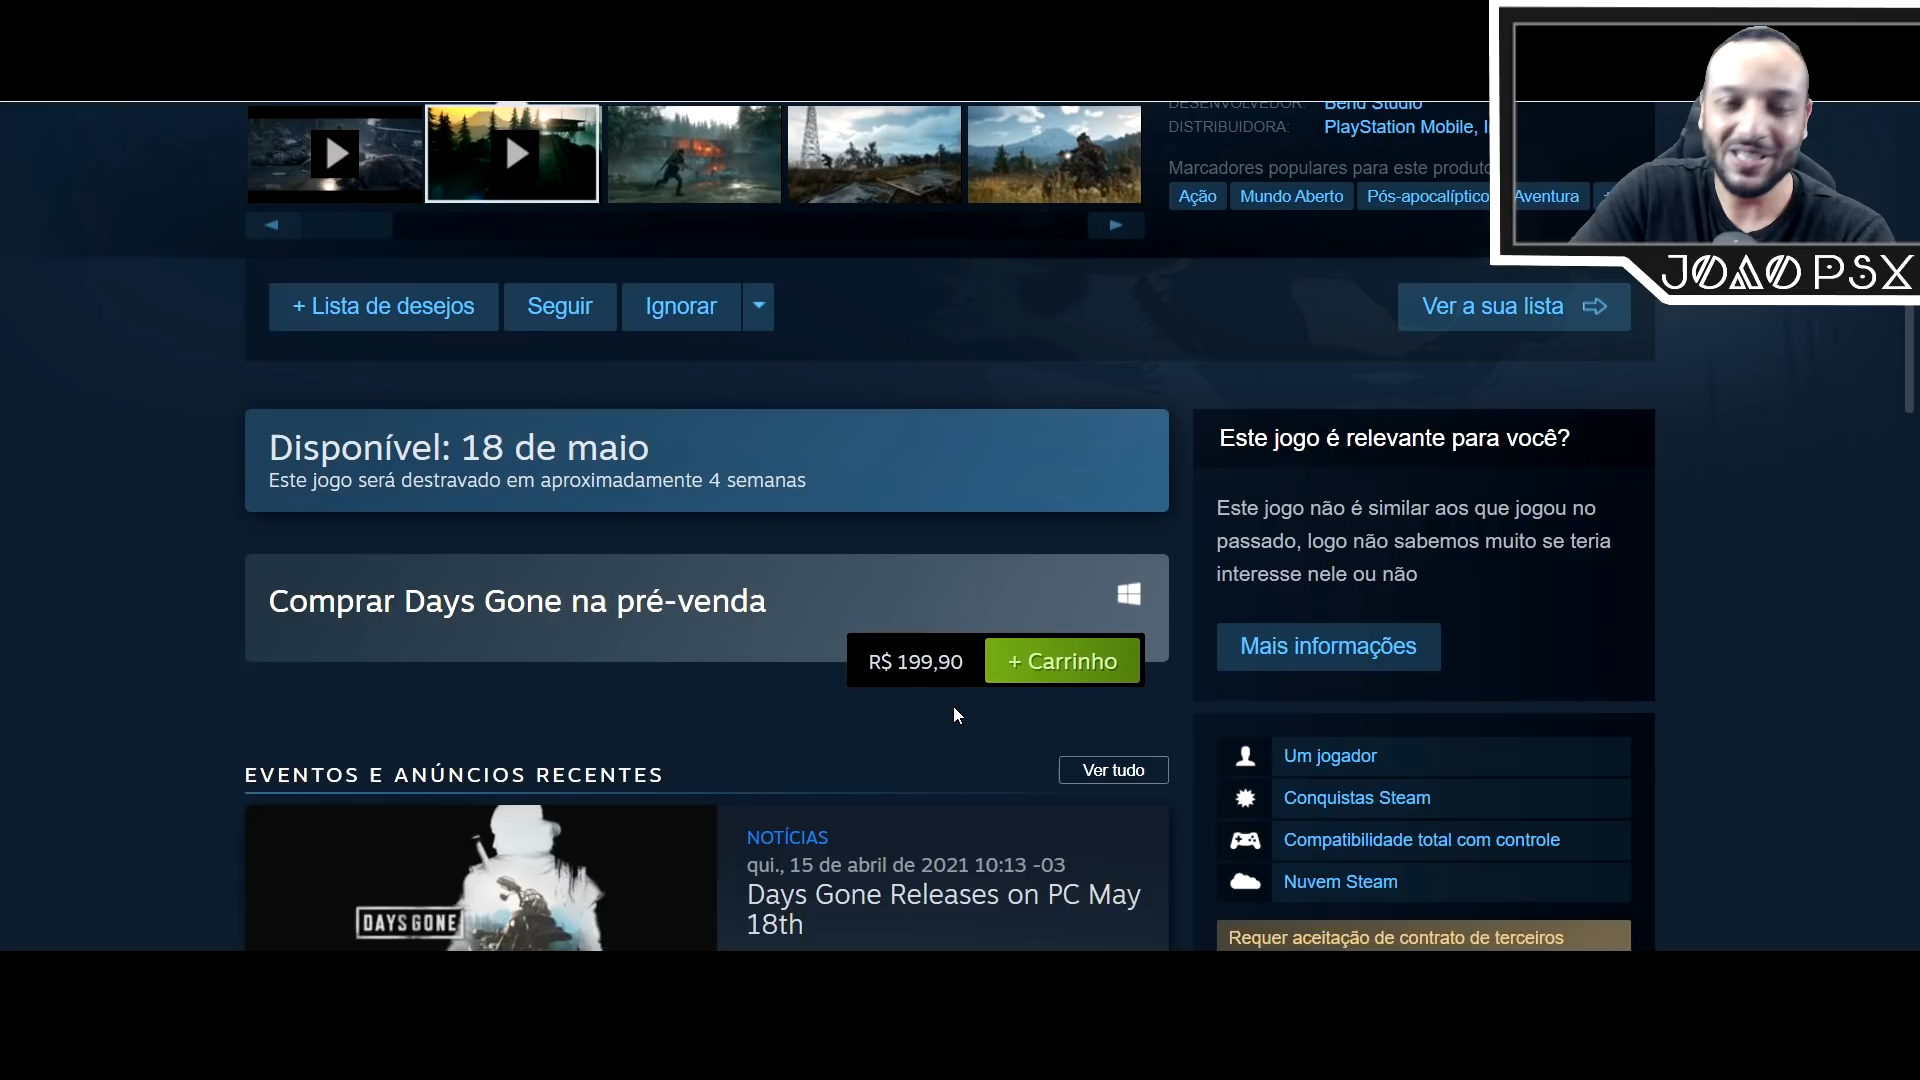 DESENVOLVEDOR: Bend Studio
DISTRIBUIDORA: PlayStation Mobile,
Marcadores populares para este produto
Ação
Mundo Aberto
Pós-apocalíptico
Aventura
JOAO PSX
+ Lista de desejos
Seguir
Ignorar
Ver a sua lista
Disponível: 18 de maio
Este jogo será destravado em aproximadamente 4 semanas
Comprar Days Gone na pré-venda
R$ 199,90
+ Carrinho
Este jogo é relevante para você?
Este jogo não é similar aos que jogou no
passado, logo não sabemos muito se teria
interesse nele ou não
Mais informações
EVENTOS E ANÚNCIOS RECENTES
Ver tudo
DAYS GONE
NOTÍCIAS
qui., 15 de abril de 2021 10:13 -03
Days Gone Releases on PC May
18th
Um jogador
Conquistas Steam
Compatibilidade total com controle
Nuvem Steam
Requer aceitação de contrato de terceiros